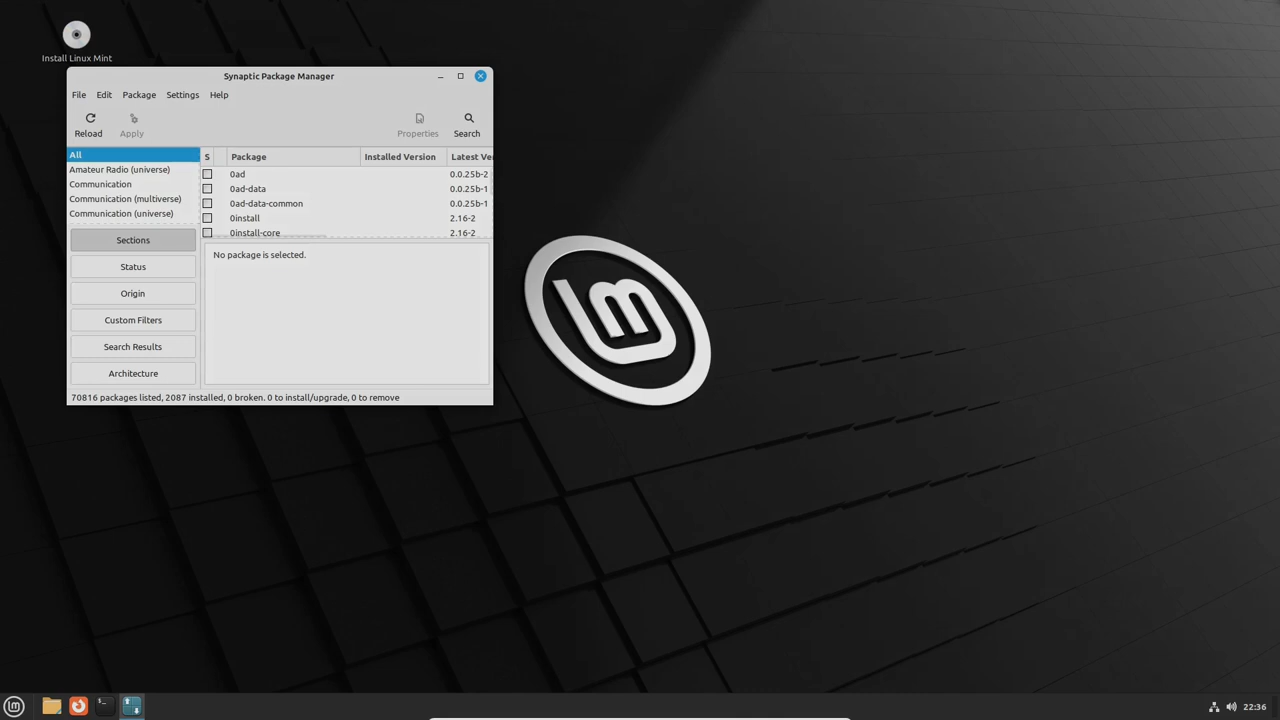 Install Linux Mint
Synaptic Package Manager
File Edit Package Settings Help
Reload Apply Properties Search
All
Amateur Radio (universe)
Communication
Communication (multiverse)
Communication (universe)
S Package Installed Version Latest Ve
0ad 0.0.25b-2
0ad-data 0.0.25b-1
0ad-data-common 0.0.25b-1
0install 2.16-2
0install-core 2.16-2
Sections
Status
Origin
Custom Filters
Search Results
Architecture
No package is selected.
70816 packages listed, 2087 installed, 0 broken. 0 to install/upgrade, 0 to remove
22:36